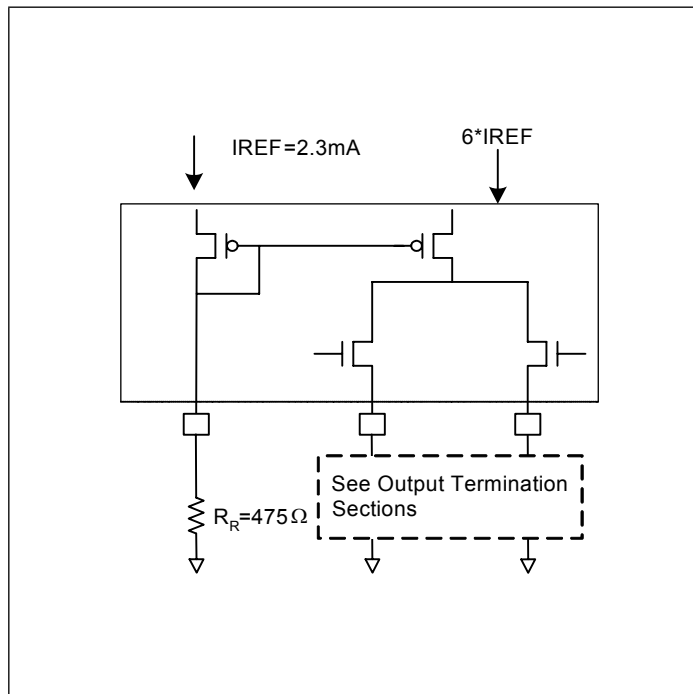 IREF=2.3mA
6*IREF
See Output Termination
Sections
R_R=475Ω